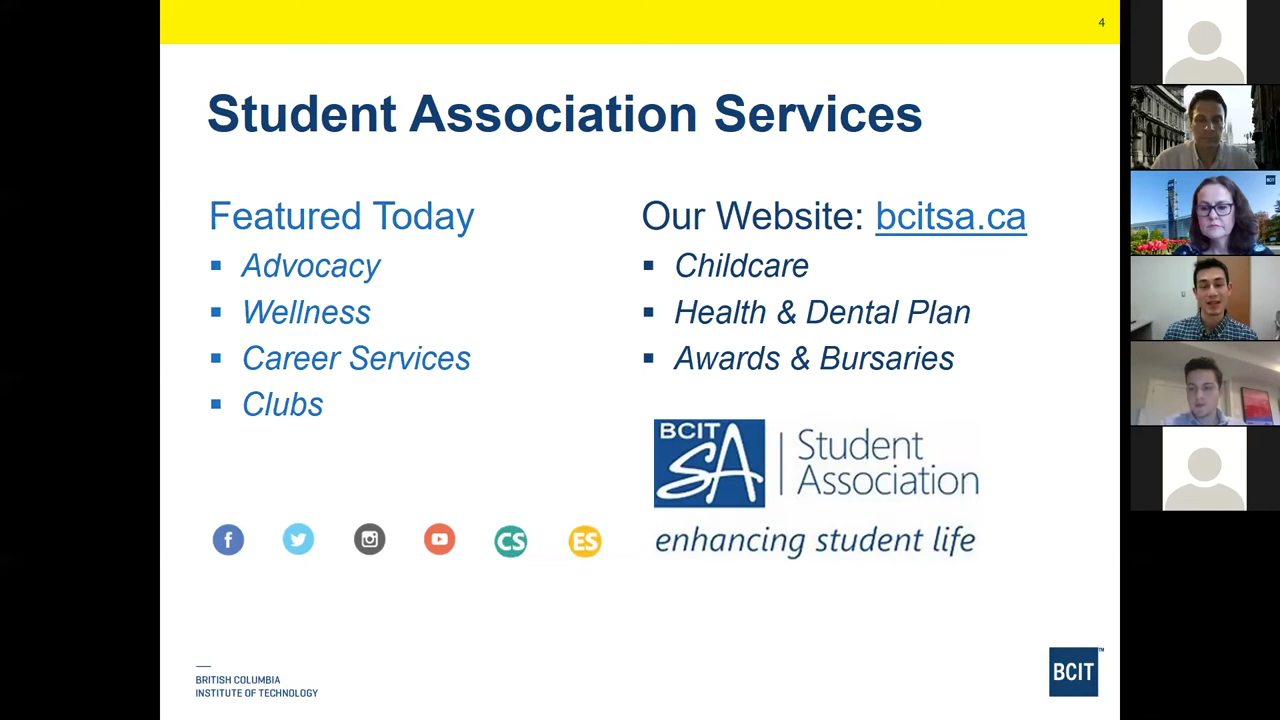 4
Student Association Services
Featured Today
Advocacy
Wellness
Career Services
Clubs
Our Website: bcitsa.ca
Childcare
Health & Dental Plan
Awards & Bursaries
BCIT
SA
Student
Association
enhancing student life
CS
ES
BRITISH COLUMBIA
INSTITUTE OF TECHNOLOGY
BCIT™
BCIT